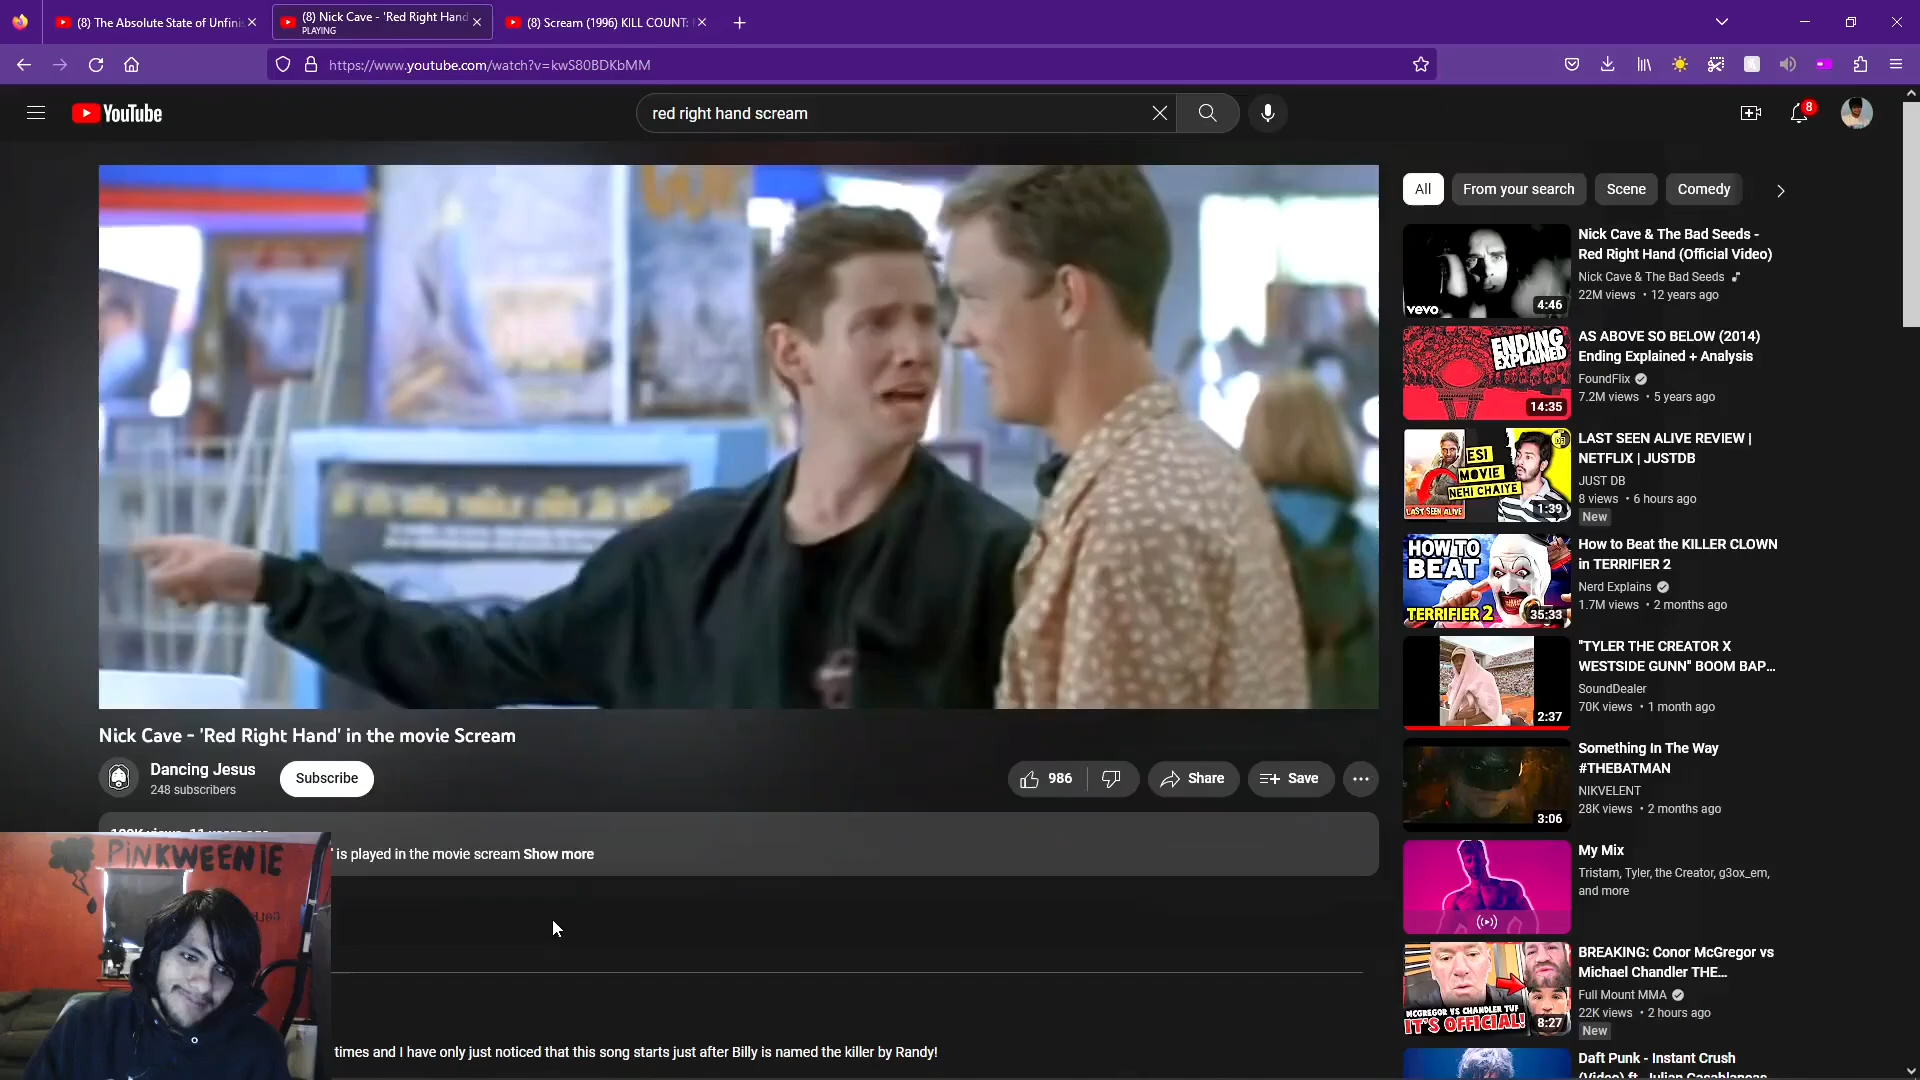 (8) The Absolute State of Unfini
(8) Nick Cave - 'Red Right Hand
PLAYING
(8) Scream (1996) KILL COUNT:
https://www.youtube.com/watch?v=kwS80BDKbMM
YouTube
red right hand scream
8
All
From your search
Scene
Comedy
Nick Cave & The Bad Seeds -
Red Right Hand (Official Video)
Nick Cave & The Bad Seeds
22M views • 12 years ago
vevo
4:46
ENDING
EXPLAINED
14:35
AS ABOVE SO BELOW (2014)
Ending Explained + Analysis
FoundFlix
7.2M views • 5 years ago
ESI
MOVIE
NEHI CHAIYE
LAST SEEN ALIVE
1:39
LAST SEEN ALIVE REVIEW |
NETFLIX | JUSTDB
JUST DB
8 views • 6 hours ago
New
HOW TO
BEAT
TERRIFIER 2
35:33
How to Beat the KILLER CLOWN
in TERRIFIER 2
Nerd Explains
1.7M views • 2 months ago
2:37
"TYLER THE CREATOR X
WESTSIDE GUNN" BOOM BAP...
SoundDealer
70K views • 1 month ago
3:06
Something In The Way
#THEBATMAN
NIKVELENT
28K views • 2 months ago
My Mix
Tristam, Tyler, the Creator, g3ox_em,
and more
MCGREGOR VS CHANDLER TUF
IT'S OFFICIAL!
8:27
BREAKING: Conor McGregor vs
Michael Chandler THE...
Full Mount MMA
22K views • 2 hours ago
New
Daft Punk - Instant Crush
(Video) ft. Julian Casablancas
Nick Cave - 'Red Right Hand' in the movie Scream
Dancing Jesus
248 subscribers
Subscribe
986
Share
Save
11 years ago
' is played in the movie scream Show more
PINKWEENIE
times and I have only just noticed that this song starts just after Billy is named the killer by Randy!